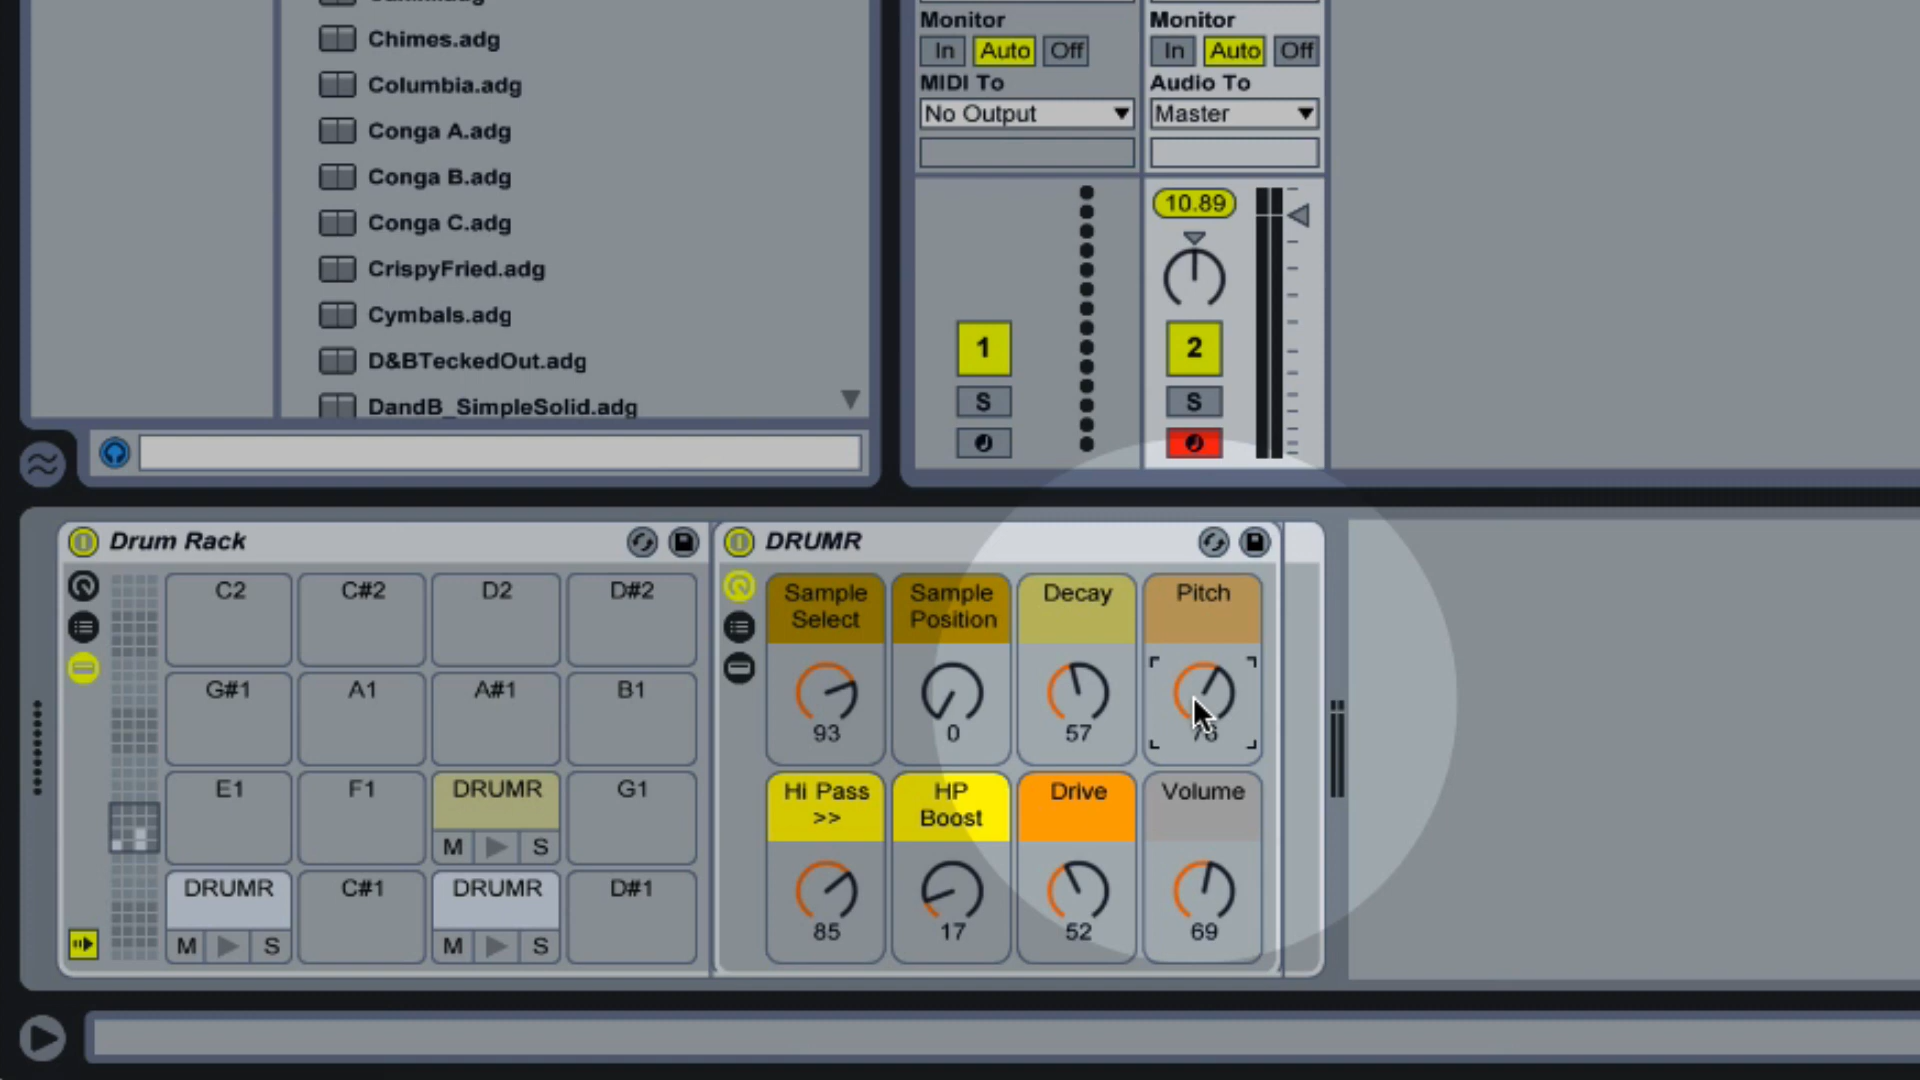 Chimes.adg
Columbia.adg
Conga A.adg
Conga B.adg
Conga C.adg
CrispyFried.adg
Cymbals.adg
D&BTeckedOut.adg
DandB_SimpleSolid.adg
Monitor
In Auto Off
MIDI To
No Output
1
S
Monitor
In Auto Off
Audio To
Master
10.89
2
S
Drum Rack
C2 C#2 D2 D#2
G#1 A1 A#1 B1
E1 F1 DRUMR G1
M S
DRUMR C#1 DRUMR D#1
M S M S
DRUMR
Sample Select
Sample Position
Decay
Pitch
93 0 57
Hi Pass >>
HP Boost
Drive
Volume
85 17 52 69